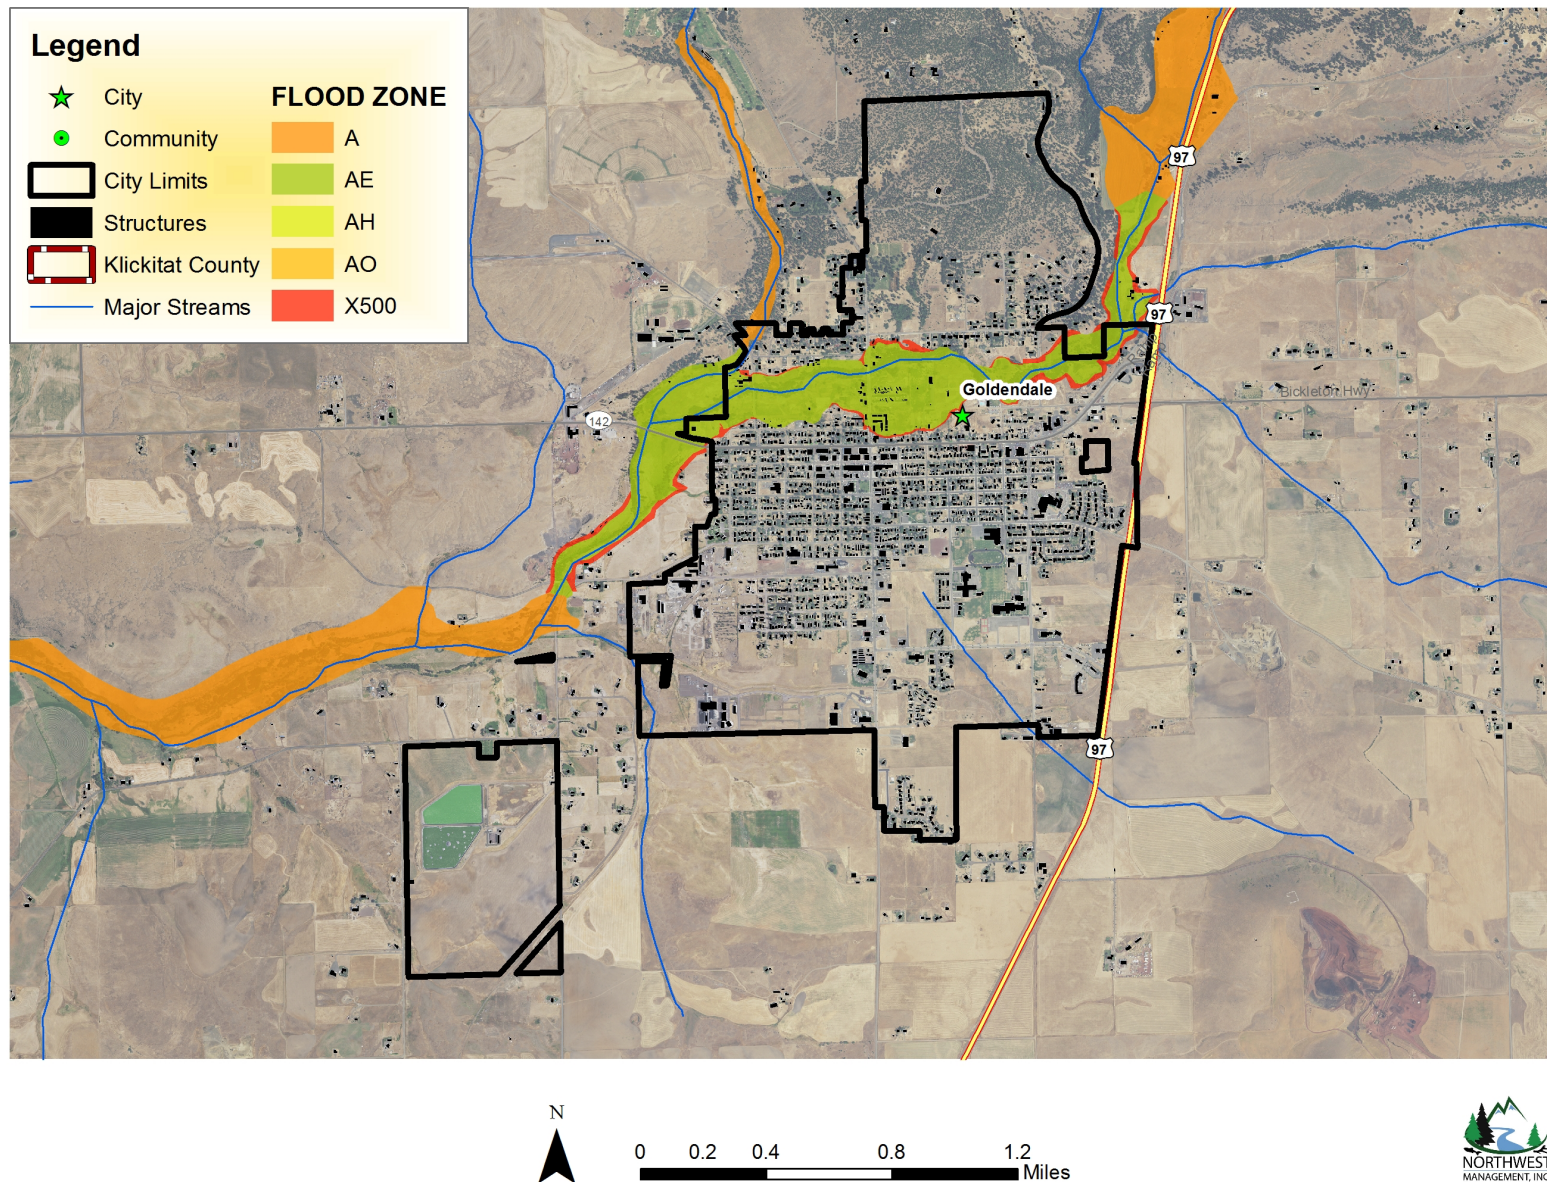 Legend
City
Community
City Limits
Structures
Klickitat County
Major Streams
FLOOD ZONE
A
AE
AH
AO
X500
97
97
Goldendale
Bickleton Hwy
142
97
N
0 0.2 0.4 0.8 1.2
Miles
NORTHWEST
MANAGEMENT, INC